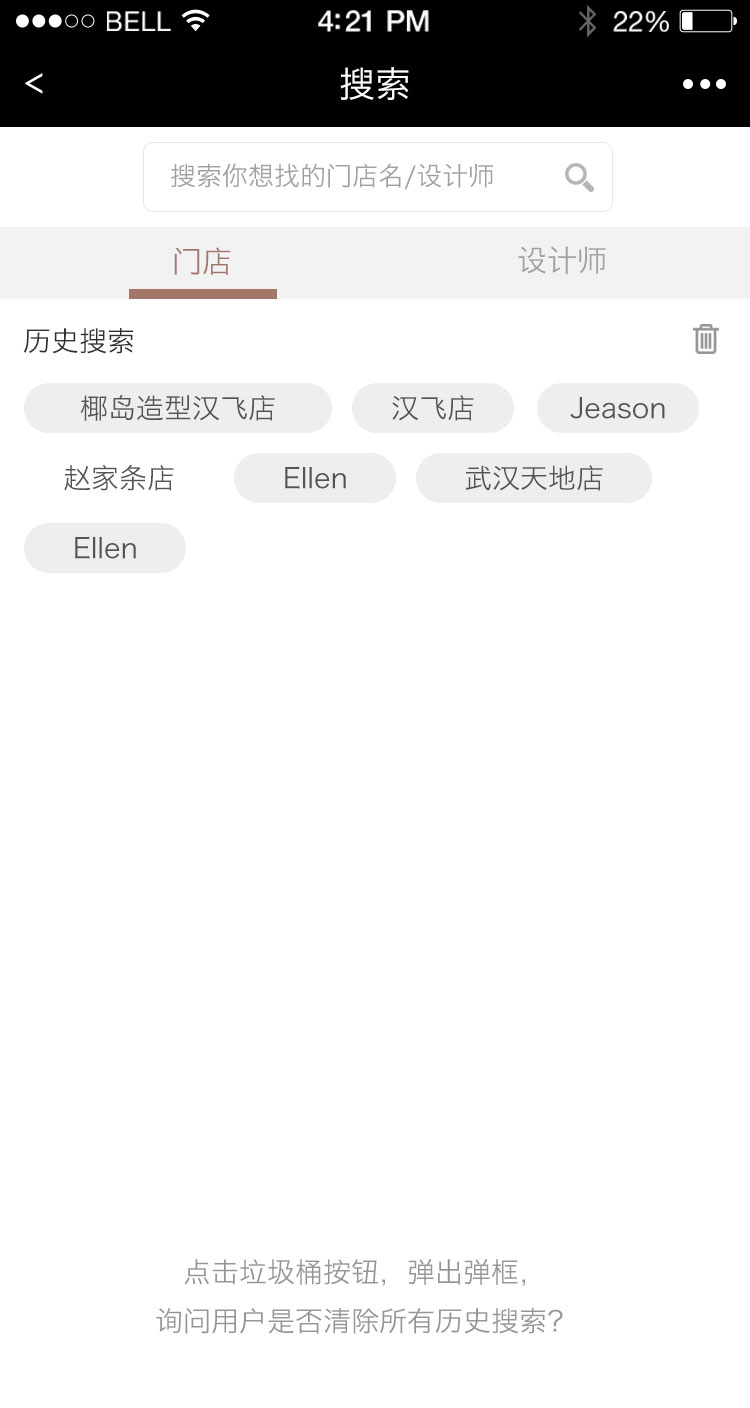 BELL 4:21 PM 22%
< 搜索
搜索你想找的门店名/设计师
门店 设计师
历史搜索
椰岛造型汉飞店 汉飞店 Jeason
赵家条店 Ellen 武汉天地店
Ellen
点击垃圾桶按钮，弹出弹框，
询问用户是否清除所有历史搜索？